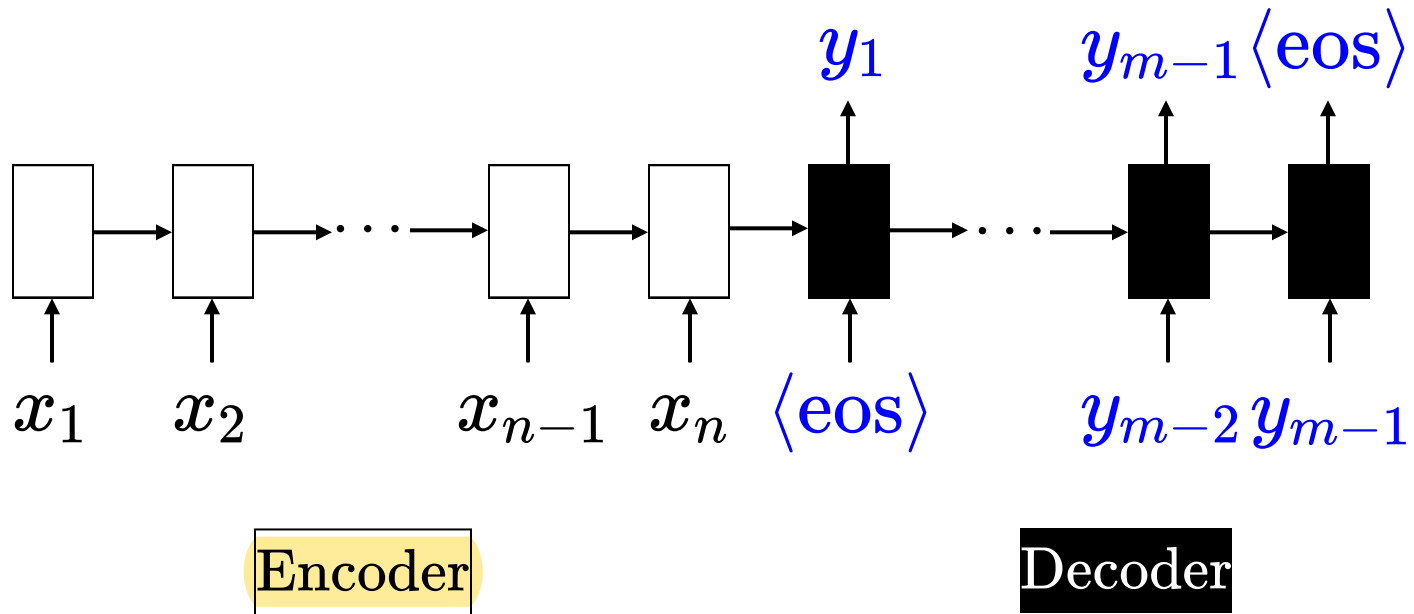 y₁ yₘ₋₁ ⟨eos⟩
· · · · · ·
x₁ x₂ xₙ₋₁ xₙ ⟨eos⟩ yₘ₋₂ yₘ₋₁
Encoder Decoder